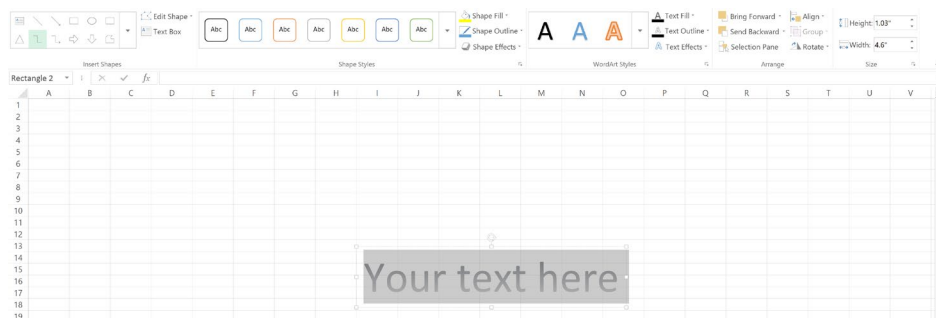 Edit Shape
Text Box
Abc Abc Abc Abc Abc Abc
Shape Fill
Shape Outline
Shape Effects
A A A
Text Fill
Text Outline
Text Effects
Bring Forward
Send Backward
Selection Pane
Align
Group
Rotate
Height: 1.03"
Width: 4.6"
Insert Shapes Shape Styles WordArt Styles Arrange Size
Rectangle 2 fx
A B C D E F G H I J K L M N O P Q R S T U V
1
2
3
4
5
6
7
8
9
10
11
12
13
14
15
16
17
18
19
Your text here